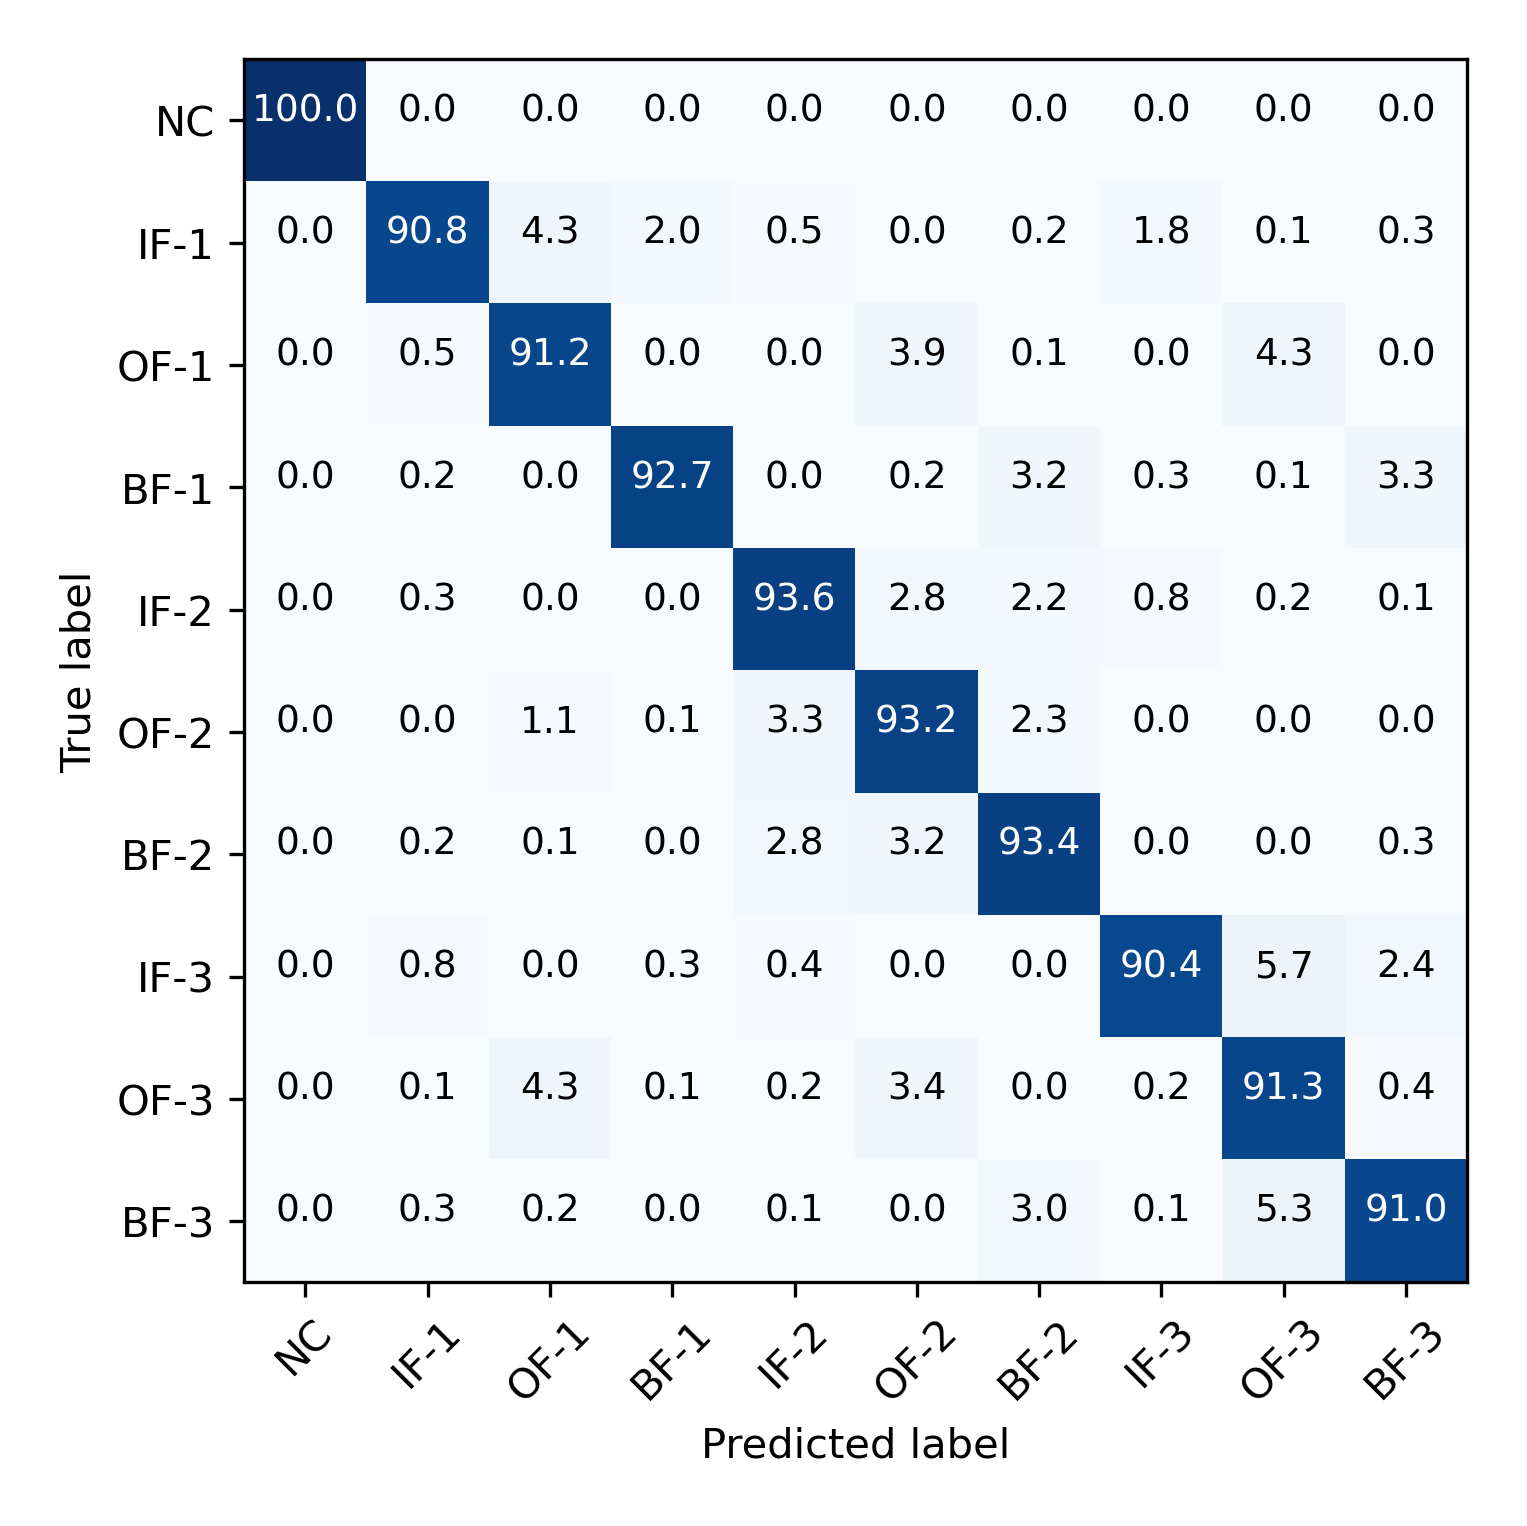 NC 100.0 0.0 0.0 0.0 0.0 0.0 0.0 0.0 0.0 0.0
IF-1 0.0 90.8 4.3 2.0 0.5 0.0 0.2 1.8 0.1 0.3
OF-1 0.0 0.5 91.2 0.0 0.0 3.9 0.1 0.0 4.3 0.0
BF-1 0.0 0.2 0.0 92.7 0.0 0.2 3.2 0.3 0.1 3.3
IF-2 0.0 0.3 0.0 0.0 93.6 2.8 2.2 0.8 0.2 0.1
OF-2 0.0 0.0 1.1 0.1 3.3 93.2 2.3 0.0 0.0 0.0
BF-2 0.0 0.2 0.1 0.0 2.8 3.2 93.4 0.0 0.0 0.3
IF-3 0.0 0.8 0.0 0.3 0.4 0.0 0.0 90.4 5.7 2.4
OF-3 0.0 0.1 4.3 0.1 0.2 3.4 0.0 0.2 91.3 0.4
BF-3 0.0 0.3 0.2 0.0 0.1 0.0 3.0 0.1 5.3 91.0
NC IF-1 OF-1 BF-1 IF-2 OF-2 BF-2 IF-3 OF-3 BF-3
Predicted label
True label